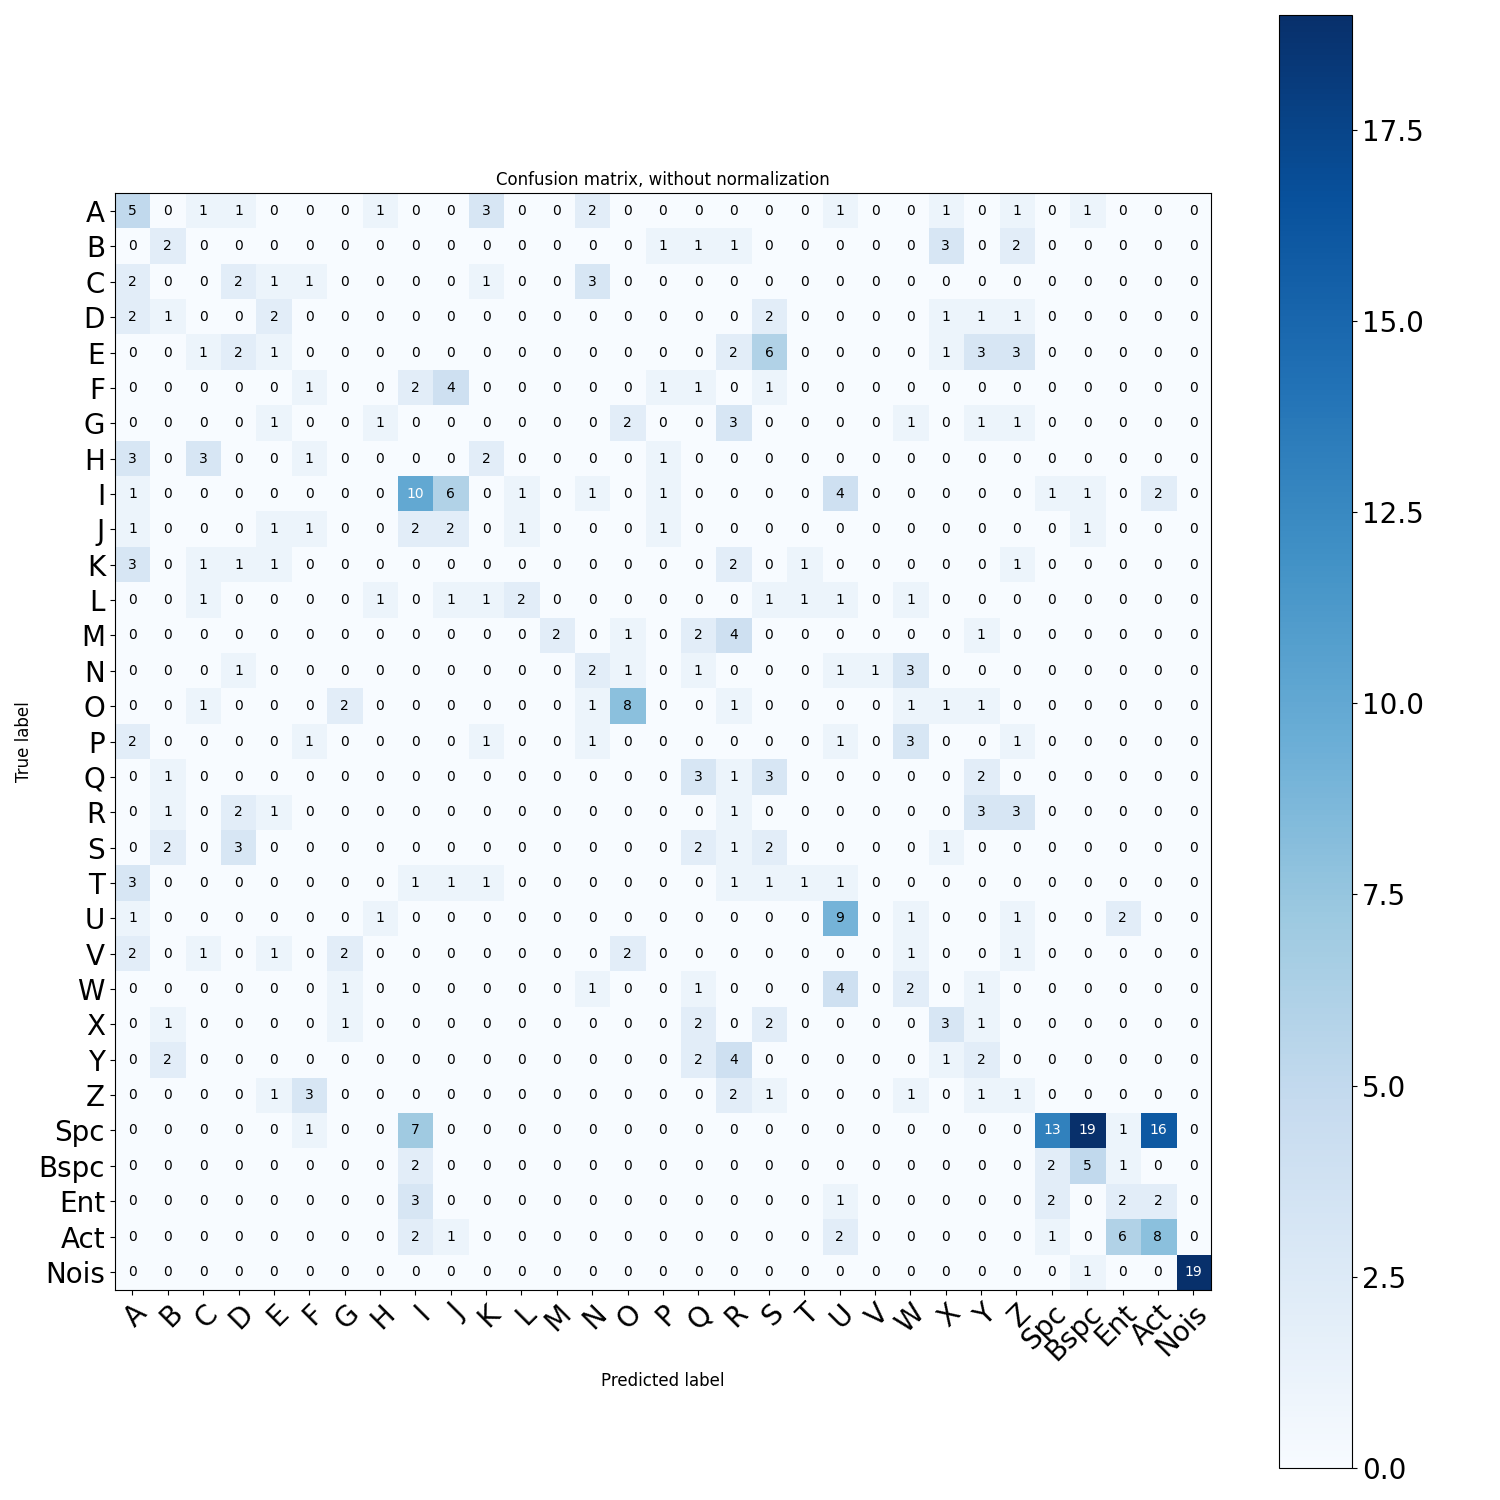 Confusion matrix, without normalization
A 5 0 1 1 0 0 0 1 0 0 3 0 0 2 0 0 0 0 0 0 1 0 0 1 0 1 0 1 0 0 0
B 0 2 0 0 0 0 0 0 0 0 0 0 0 0 0 1 1 1 0 0 0 0 0 3 0 2 0 0 0 0 0
C 2 0 0 2 1 1 0 0 0 0 1 0 0 3 0 0 0 0 0 0 0 0 0 0 0 0 0 0 0 0 0
D 2 1 0 0 2 0 0 0 0 0 0 0 0 0 0 0 0 0 2 0 0 0 0 1 1 1 0 0 0 0 0
E 0 0 1 2 1 0 0 0 0 0 0 0 0 0 0 0 0 2 6 0 0 0 0 1 3 3 0 0 0 0 0
F 0 0 0 0 0 1 0 0 2 4 0 0 0 0 0 1 1 0 1 0 0 0 0 0 0 0 0 0 0 0 0
G 0 0 0 0 1 0 0 1 0 0 0 0 0 0 2 0 0 3 0 0 0 0 1 0 1 1 0 0 0 0 0
H 3 0 3 0 0 1 0 0 0 0 2 0 0 0 0 1 0 0 0 0 0 0 0 0 0 0 0 0 0 0 0
I 1 0 0 0 0 0 0 0 10 6 0 1 0 1 0 1 0 0 0 0 4 0 0 0 0 0 1 1 0 2 0
J 1 0 0 0 1 1 0 0 2 2 0 1 0 0 0 1 0 0 0 0 0 0 0 0 0 0 0 1 0 0 0
K 3 0 1 1 1 0 0 0 0 0 0 0 0 0 0 0 0 2 0 1 0 0 0 0 0 1 0 0 0 0 0
L 0 0 1 0 0 0 0 1 0 1 1 2 0 0 0 0 0 0 1 1 1 0 1 0 0 0 0 0 0 0 0
M 0 0 0 0 0 0 0 0 0 0 0 0 2 0 1 0 2 4 0 0 0 0 0 0 1 0 0 0 0 0 0
N 0 0 0 1 0 0 0 0 0 0 0 0 0 2 1 0 1 0 0 0 1 1 3 0 0 0 0 0 0 0 0
O 0 0 1 0 0 0 2 0 0 0 0 0 0 1 8 0 0 1 0 0 0 0 1 1 1 0 0 0 0 0 0
P 2 0 0 0 0 1 0 0 0 0 1 0 0 1 0 0 0 0 0 0 1 0 3 0 0 1 0 0 0 0 0
Q 0 1 0 0 0 0 0 0 0 0 0 0 0 0 0 0 3 1 3 0 0 0 0 0 2 0 0 0 0 0 0
R 0 1 0 2 1 0 0 0 0 0 0 0 0 0 0 0 0 1 0 0 0 0 0 0 3 3 0 0 0 0 0
S 0 2 0 3 0 0 0 0 0 0 0 0 0 0 0 0 2 1 2 0 0 0 0 1 0 0 0 0 0 0 0
T 3 0 0 0 0 0 0 0 1 1 1 0 0 0 0 0 0 1 1 1 1 0 0 0 0 0 0 0 0 0 0
U 1 0 0 0 0 0 0 1 0 0 0 0 0 0 0 0 0 0 0 0 9 0 1 0 0 1 0 0 2 0 0
V 2 0 1 0 1 0 2 0 0 0 0 0 0 0 2 0 0 0 0 0 0 0 1 0 0 1 0 0 0 0 0
W 0 0 0 0 0 0 1 0 0 0 0 0 0 1 0 0 1 0 0 0 4 0 2 0 1 0 0 0 0 0 0
X 0 1 0 0 0 0 1 0 0 0 0 0 0 0 0 0 2 0 2 0 0 0 0 3 1 0 0 0 0 0 0
Y 0 2 0 0 0 0 0 0 0 0 0 0 0 0 0 0 2 4 0 0 0 0 0 1 2 0 0 0 0 0 0
Z 0 0 0 0 1 3 0 0 0 0 0 0 0 0 0 0 0 2 1 0 0 0 1 0 1 1 0 0 0 0 0
Spc 0 0 0 0 0 1 0 0 7 0 0 0 0 0 0 0 0 0 0 0 0 0 0 0 0 0 13 19 1 16 0
Bspc 0 0 0 0 0 0 0 0 2 0 0 0 0 0 0 0 0 0 0 0 0 0 0 0 0 0 2 5 1 0 0
Ent 0 0 0 0 0 0 0 0 3 0 0 0 0 0 0 0 0 0 0 0 1 0 0 0 0 0 2 0 2 2 0
Act 0 0 0 0 0 0 0 0 2 1 0 0 0 0 0 0 0 0 0 0 2 0 0 0 0 0 1 0 6 8 0
Nois 0 0 0 0 0 0 0 0 0 0 0 0 0 0 0 0 0 0 0 0 0 0 0 0 0 0 0 1 0 0 19
A B C D E F G H I J K L M N O P Q R S T U V W X Y Z Spc Bspc Ent Act Nois
Predicted label
True label
17.5
15.0
12.5
10.0
7.5
5.0
2.5
0.0